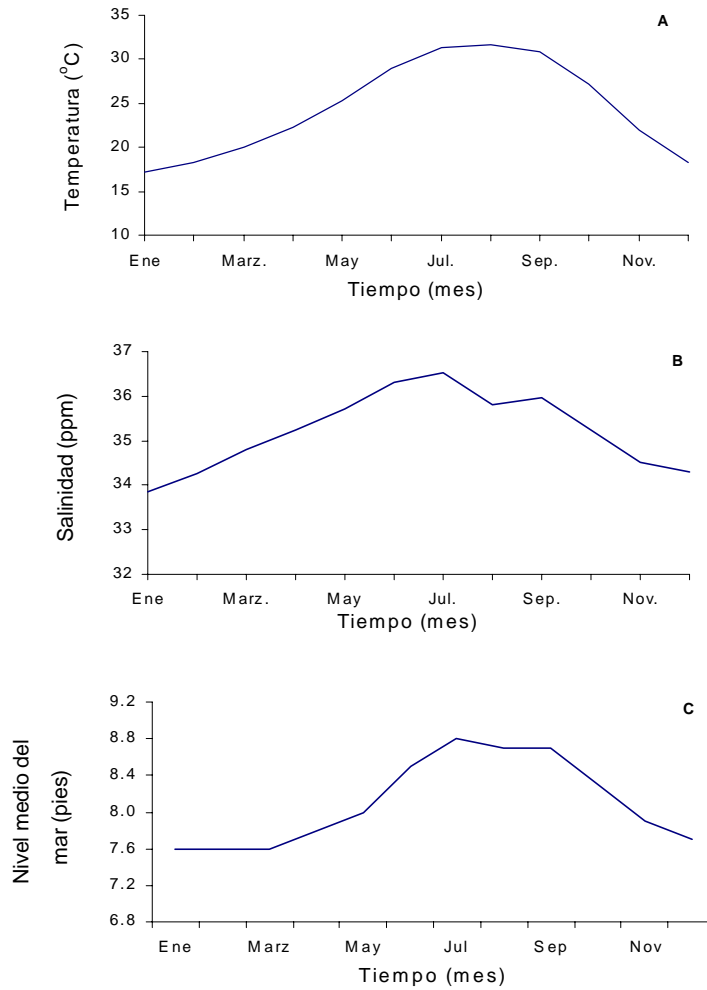 A
Temperatura (°C)
35
30
25
20
15
10
Ene Marz. May Jul. Sep. Nov.
Tiempo (mes)
B
Salinidad (ppm)
37
36
35
34
33
32
Ene Marz. May Jul. Sep. Nov.
Tiempo (mes)
C
Nivel medio del
mar (pies)
9.2
8.8
8.4
8.0
7.6
7.2
6.8
Ene Marz May Jul Sep Nov
Tiempo (mes)